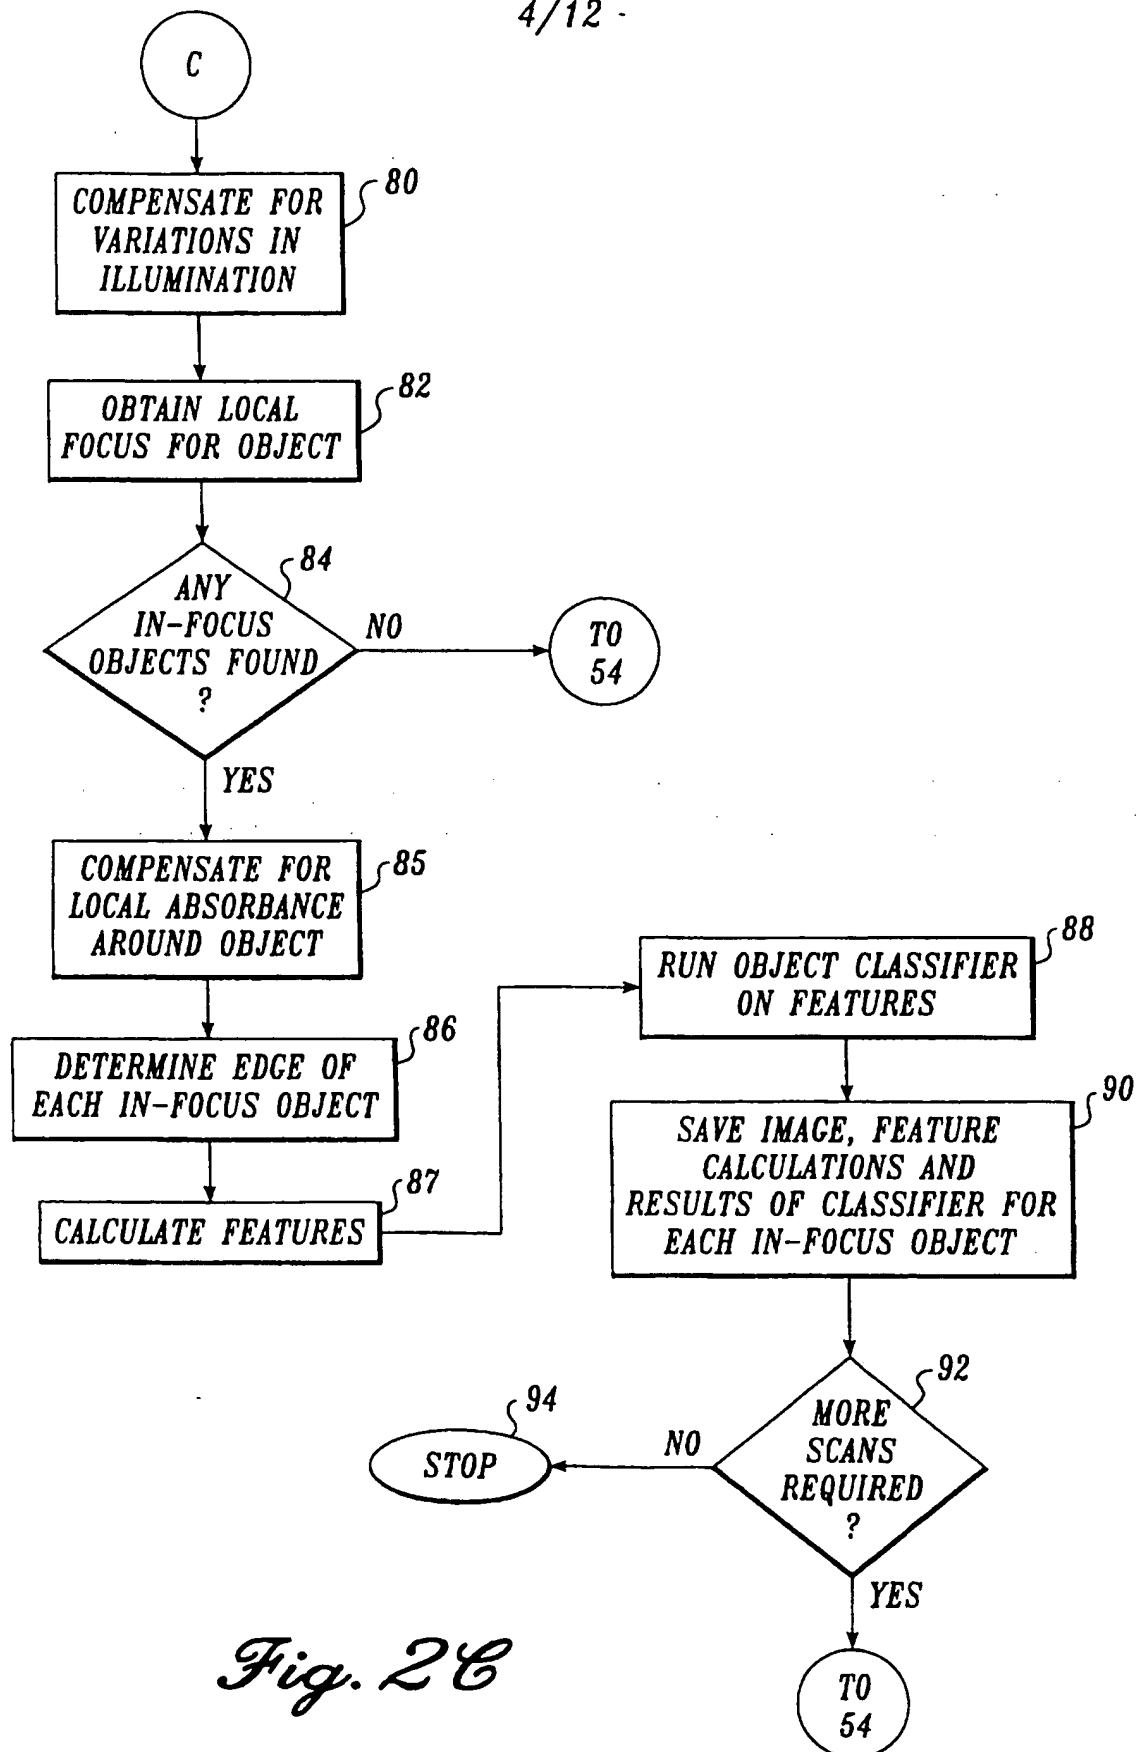 4/12
C
80
COMPENSATE FOR
VARIATIONS IN
ILLUMINATION
82
OBTAIN LOCAL
FOCUS FOR OBJECT
84
ANY
IN-FOCUS
OBJECTS FOUND
?
NO
TO
54
YES
85
COMPENSATE FOR
LOCAL ABSORBANCE
AROUND OBJECT
86
DETERMINE EDGE OF
EACH IN-FOCUS OBJECT
87
CALCULATE FEATURES
88
RUN OBJECT CLASSIFIER
ON FEATURES
90
SAVE IMAGE, FEATURE
CALCULATIONS AND
RESULTS OF CLASSIFIER FOR
EACH IN-FOCUS OBJECT
92
MORE
SCANS
REQUIRED
?
NO
94
STOP
YES
TO
54
Fig. 2C